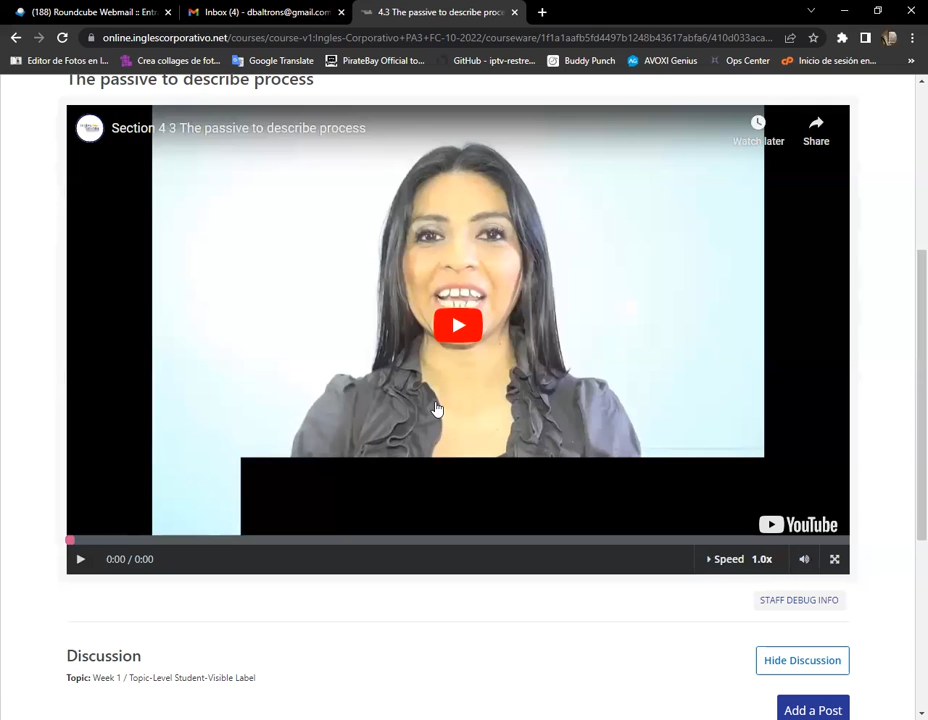 (188) Roundcube Webmail :: Entr
Inbox (4) - dbaltrons@gmail.com
4.3 The passive to describe proce
online.inglescorporativo.net/courses/course-v1:Ingles-Corporativo+PA3+FC-10-2022/courseware/1f1a1aafb5fd4497b1248b43617abfa6/410d033aca...
Editor de Fotos en l...
Crea collages de fot...
Google Translate
PirateBay Official to...
GitHub - iptv-restre...
Buddy Punch
AVOXI Genius
Ops Center
Inicio de sesión en...
»
The passive to describe process
Section 4 3 The passive to describe process
Watch later
Share
YouTube
0:00 / 0:00
Speed 1.0x
STAFF DEBUG INFO
Discussion
Hide Discussion
Topic: Week 1 / Topic-Level Student-Visible Label
Add a Post